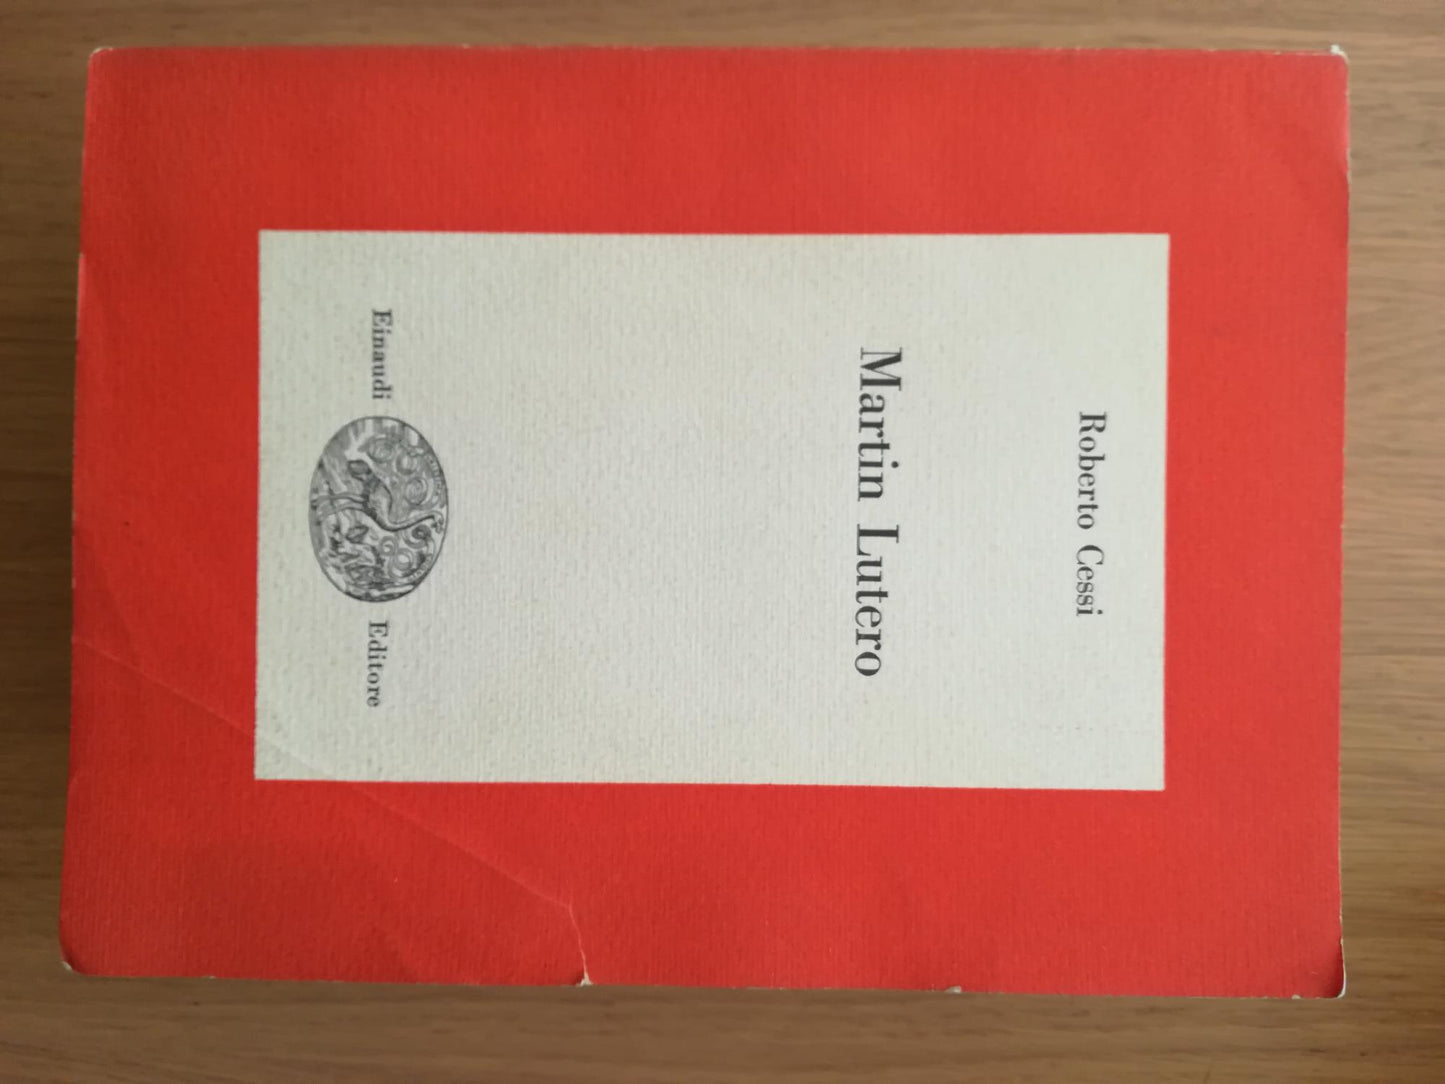 Roberto Cessi
Martin Lutero
Einaudi Editore